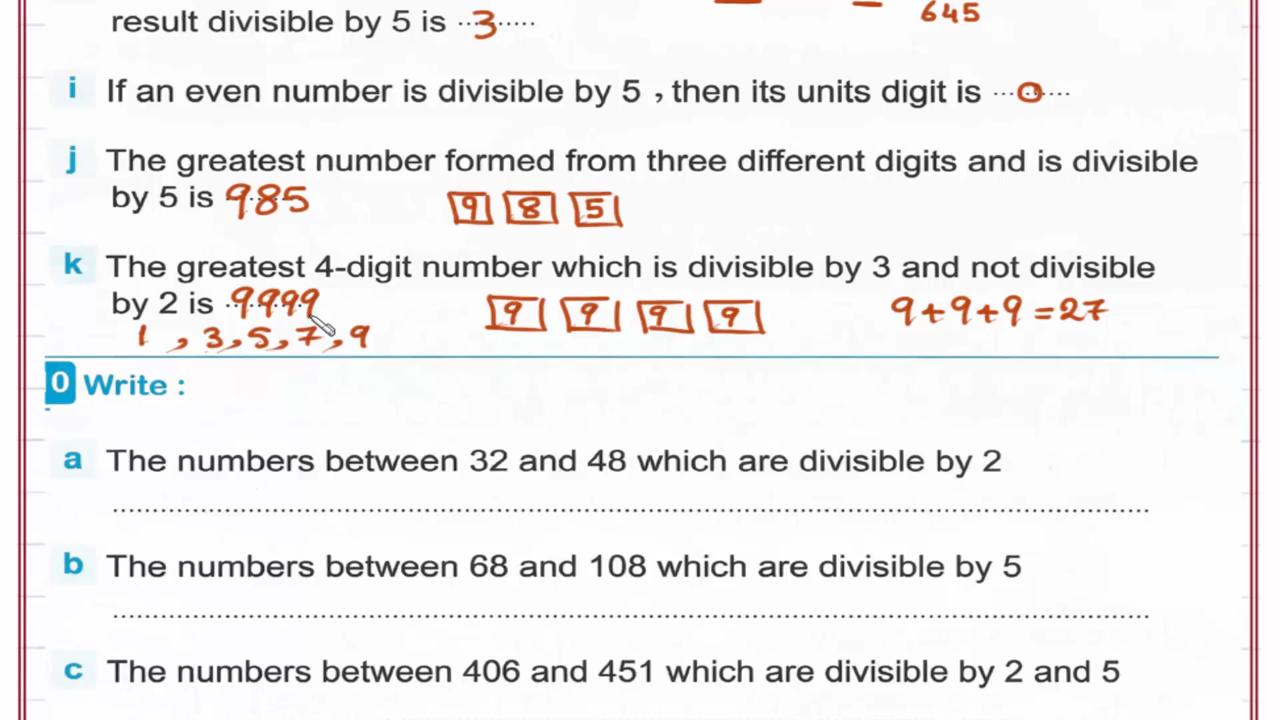 result divisible by 5 is 3
645
i If an even number is divisible by 5 , then its units digit is 0
j The greatest number formed from three different digits and is divisible
by 5 is 985 9 8 5
k The greatest 4-digit number which is divisible by 3 and not divisible
by 2 is 9999 9 9 9 9 9+9+9=27
1 , 3, 5, 7, 9
0 Write :
a The numbers between 32 and 48 which are divisible by 2
b The numbers between 68 and 108 which are divisible by 5
c The numbers between 406 and 451 which are divisible by 2 and 5